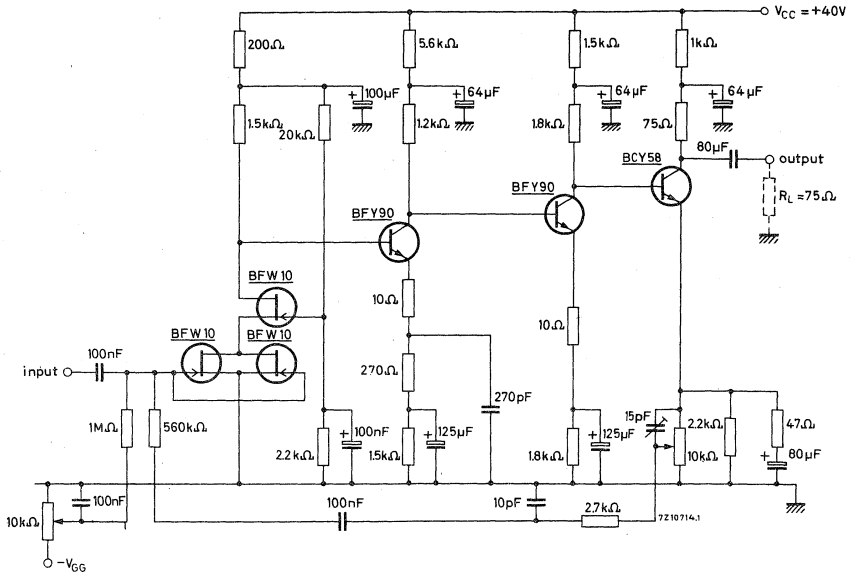 VCC = +40V
200Ω
5.6kΩ
1.5kΩ
1kΩ
+ 100µF
+ 64µF
+ 64µF
+ 64µF
1.5kΩ
20kΩ
1.2kΩ
1.8kΩ
75Ω
80µF
output
BCY58
BFY90
BFY90
RL = 75Ω
BFW10
10Ω
10Ω
BFW10
BFW10
100nF
input
270Ω
270pF
1MΩ
560kΩ
2.2kΩ
+ 100nF
1.5kΩ
+ 125µF
1.8kΩ
+ 125µF
15pF
10kΩ
2.2kΩ
47Ω
+ 80µF
100nF
100nF
10pF
2.7kΩ
7Z10714.1
10kΩ
-VGG